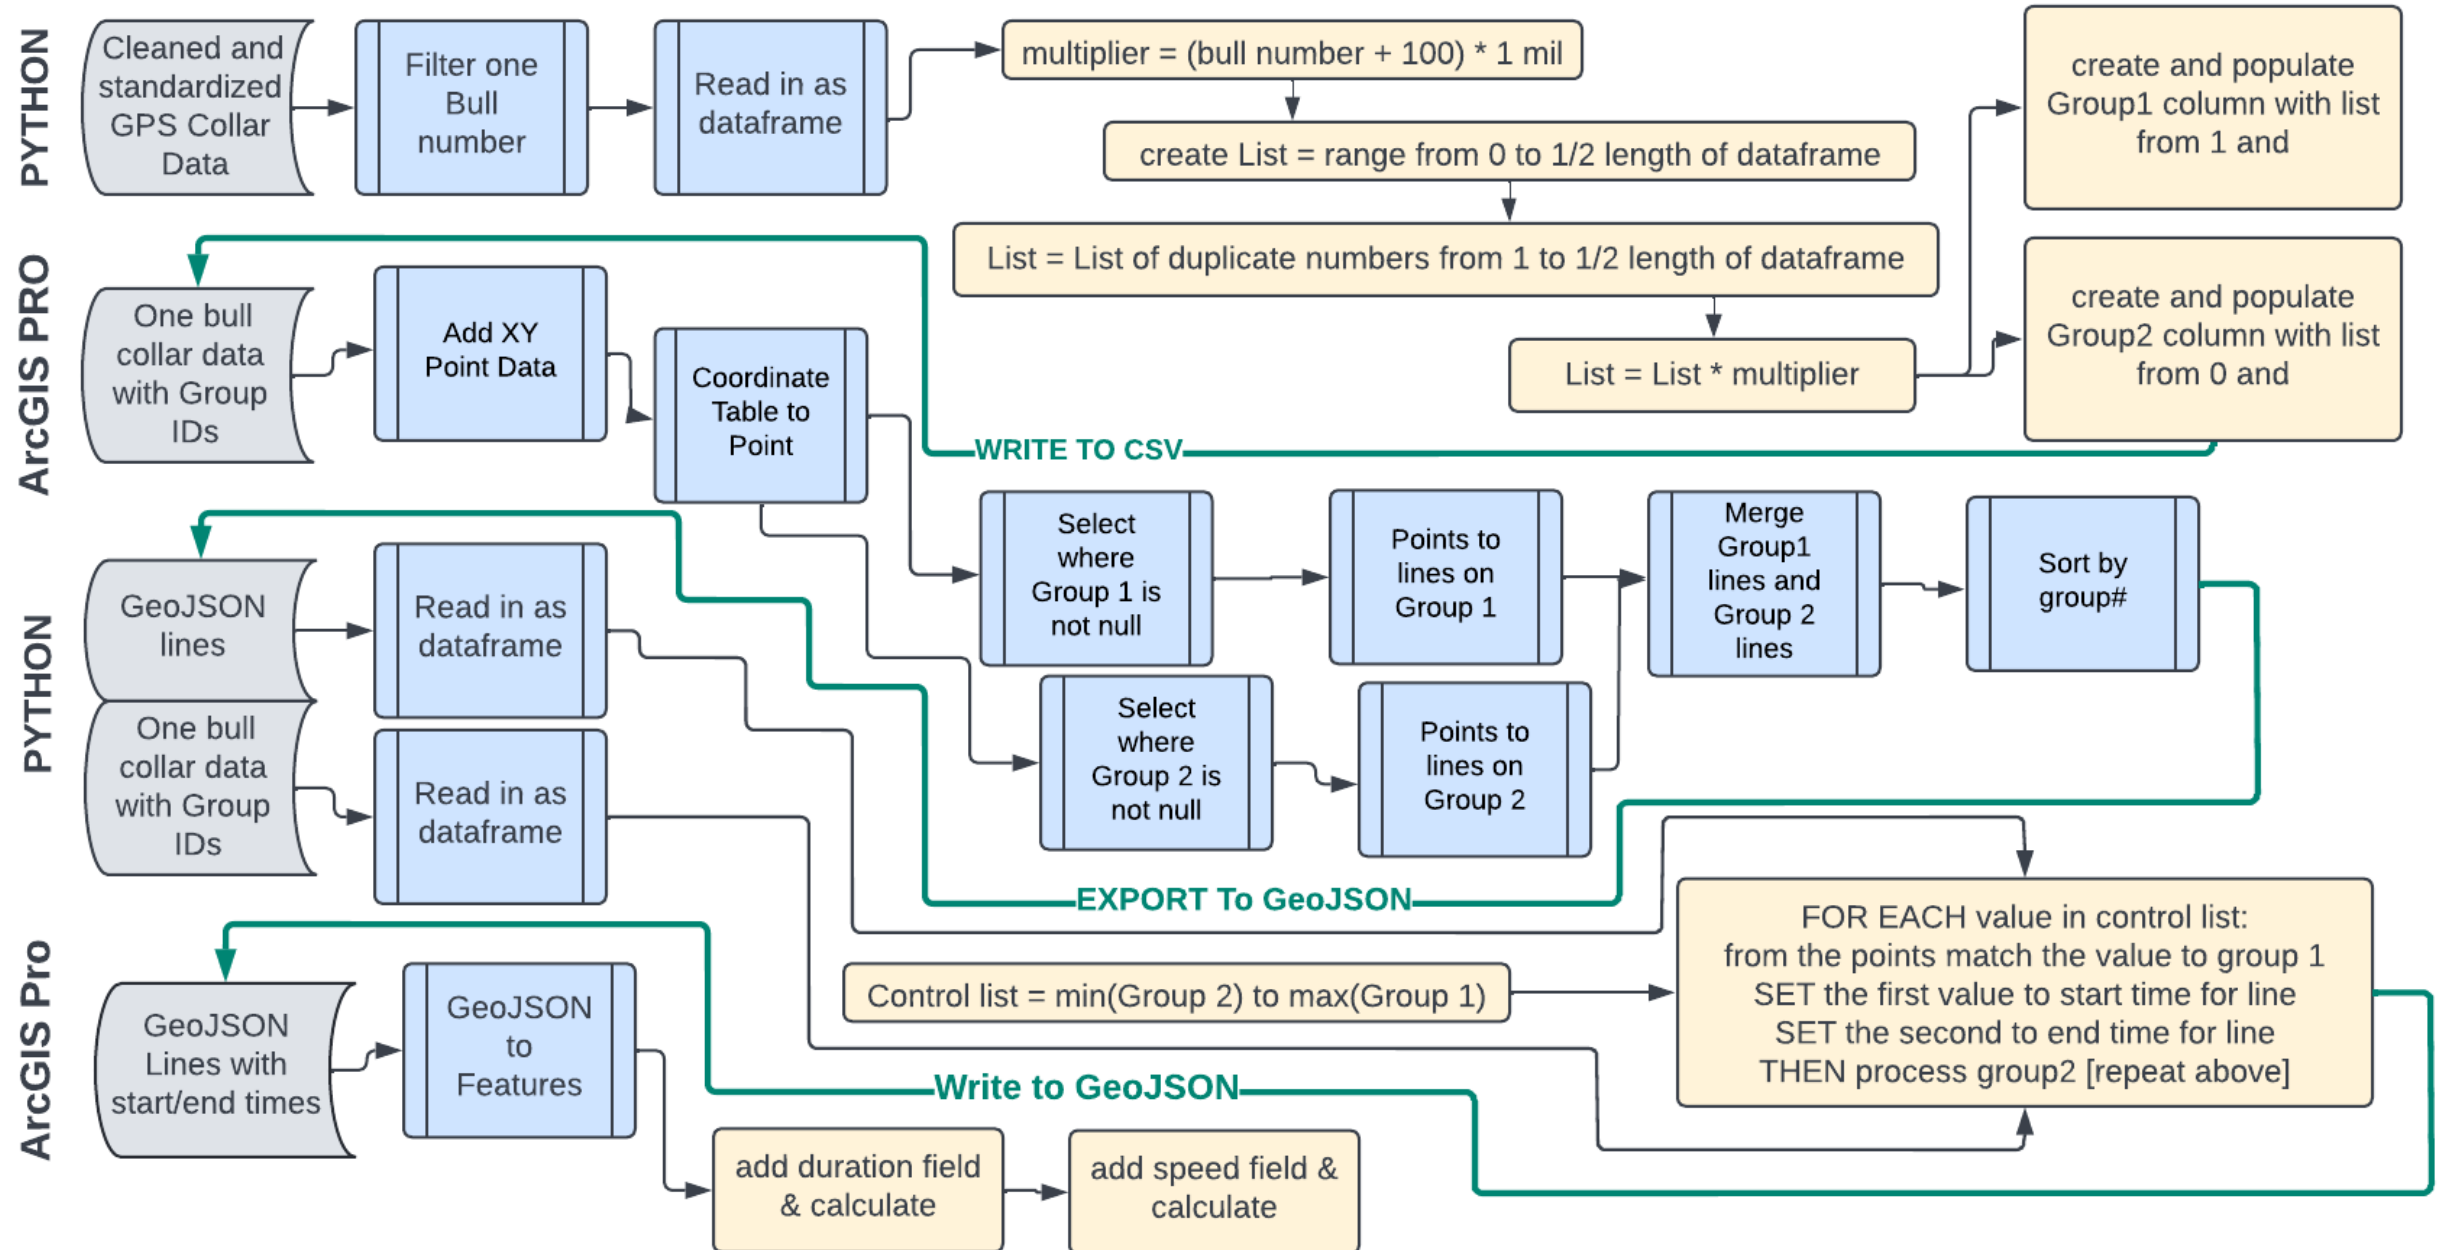 PYTHON
Cleaned and
standardized
GPS Collar
Data
Filter one
Bull
number
Read in as
dataframe
multiplier = (bull number + 100) * 1 mil
create List = range from 0 to 1/2 length of dataframe
List = List of duplicate numbers from 1 to 1/2 length of dataframe
List = List * multiplier
create and populate
Group1 column with list
from 1 and
create and populate
Group2 column with list
from 0 and
WRITE TO CSV
ArcGIS PRO
One bull
collar data
with Group
IDs
Add XY
Point Data
Coordinate
Table to
Point
Select
where
Group 1 is
not null
Points to
lines on
Group 1
Select
where
Group 2 is
not null
Points to
lines on
Group 2
Merge
Group1
lines and
Group 2
lines
Sort by
group#
EXPORT To GeoJSON
PYTHON
GeoJSON
lines
Read in as
dataframe
One bull
collar data
with Group
IDs
Read in as
dataframe
Control list = min(Group 2) to max(Group 1)
FOR EACH value in control list:
from the points match the value to group 1
SET the first value to start time for line
SET the second to end time for line
THEN process group2 [repeat above]
Write to GeoJSON
ArcGIS Pro
GeoJSON
Lines with
start/end times
GeoJSON
to
Features
add duration field
& calculate
add speed field &
calculate